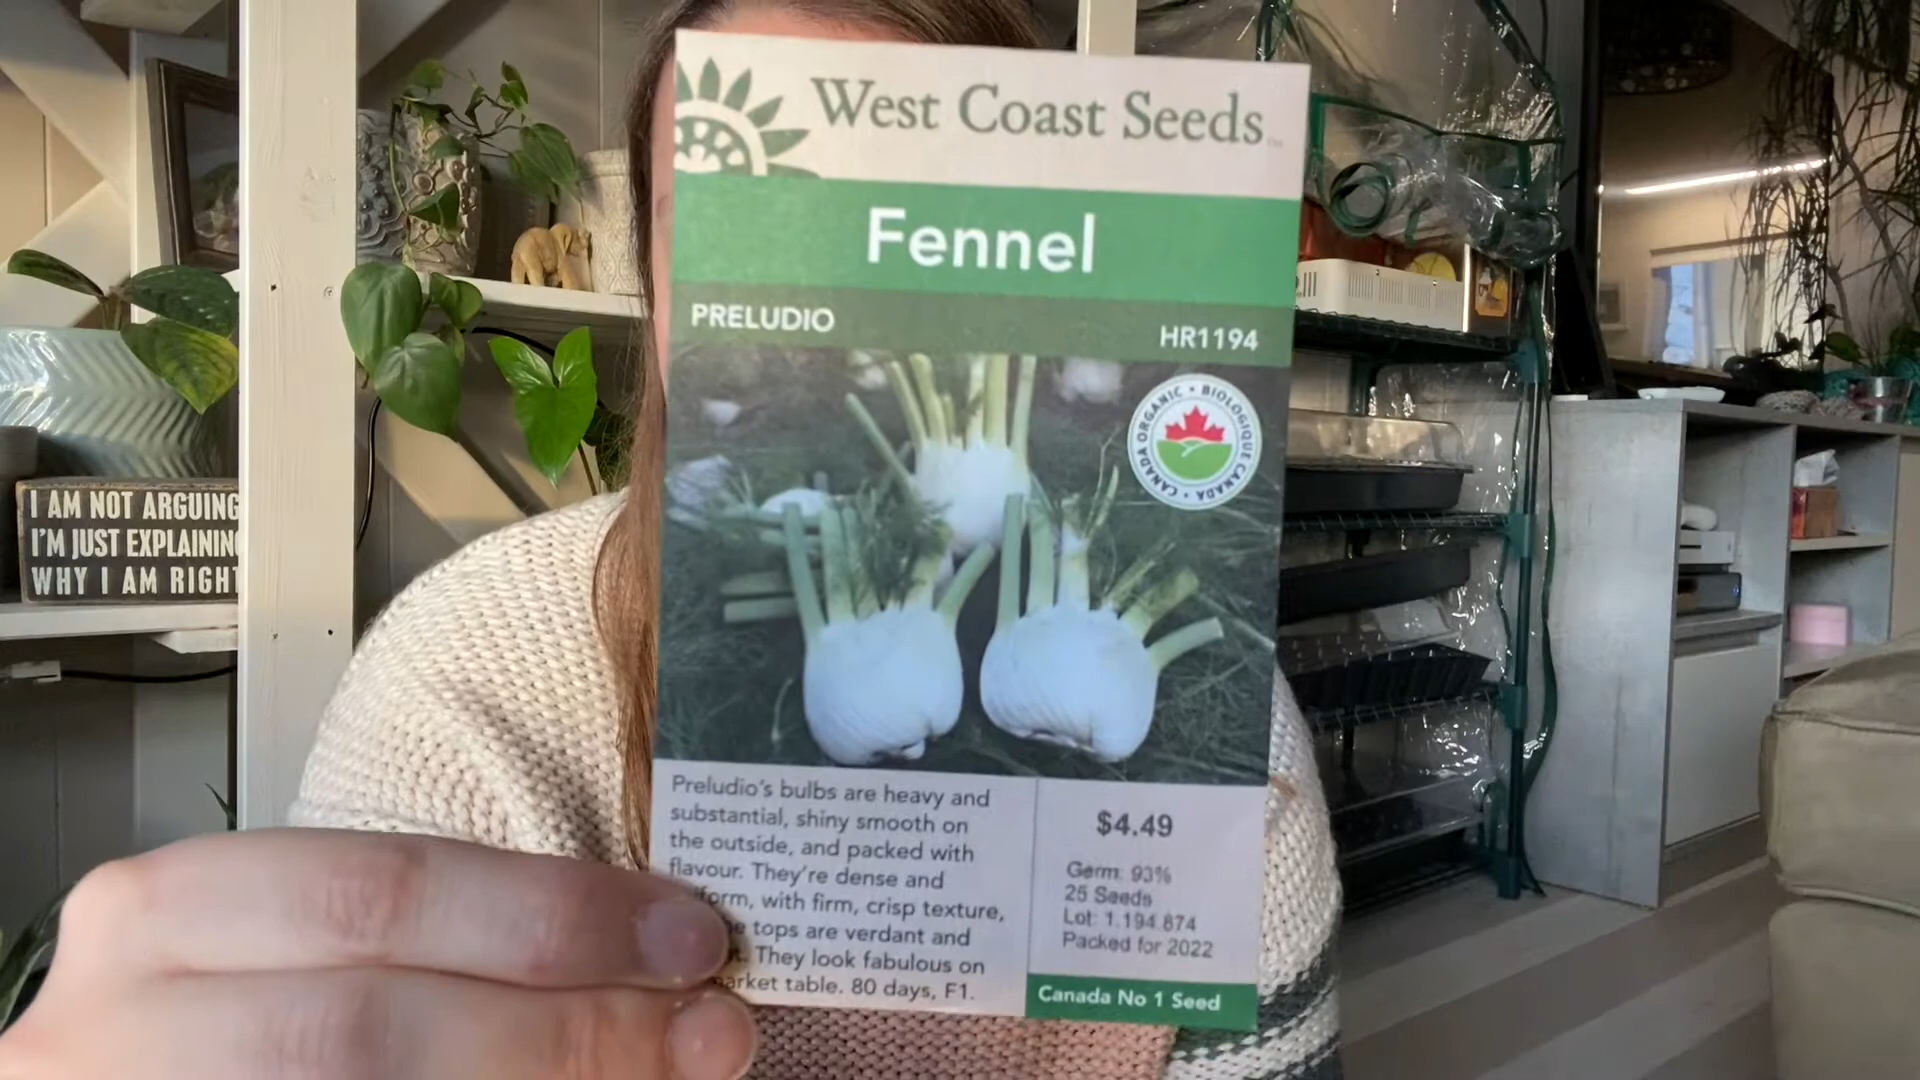 West Coast Seeds
Fennel
PRELUDIO
HR1194
CANADA ORGANIC • BIOLOGIQUE CANADA •
I AM NOT ARGUING
I'M JUST EXPLAINING
WHY I AM RIGHT
Preludio's bulbs are heavy and
substantial, shiny smooth on
the outside, and packed with
flavour. They're dense and
with firm, crisp texture,
tops are verdant and
They look fabulous on
table. 80 days, F1.
$4.49
Germ: 93%
25 Seeds
Lot: 1.194.874
Packed for 2022
Canada No 1 Seed